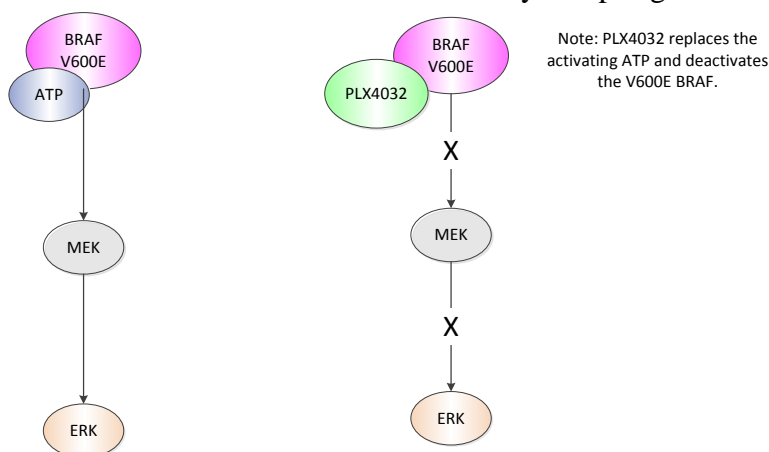 BRAF
V600E
ATP
MEK
ERK
BRAF
V600E
PLX4032
X
MEK
X
ERK
Note: PLX4032 replaces the
activating ATP and deactivates
the V600E BRAF.